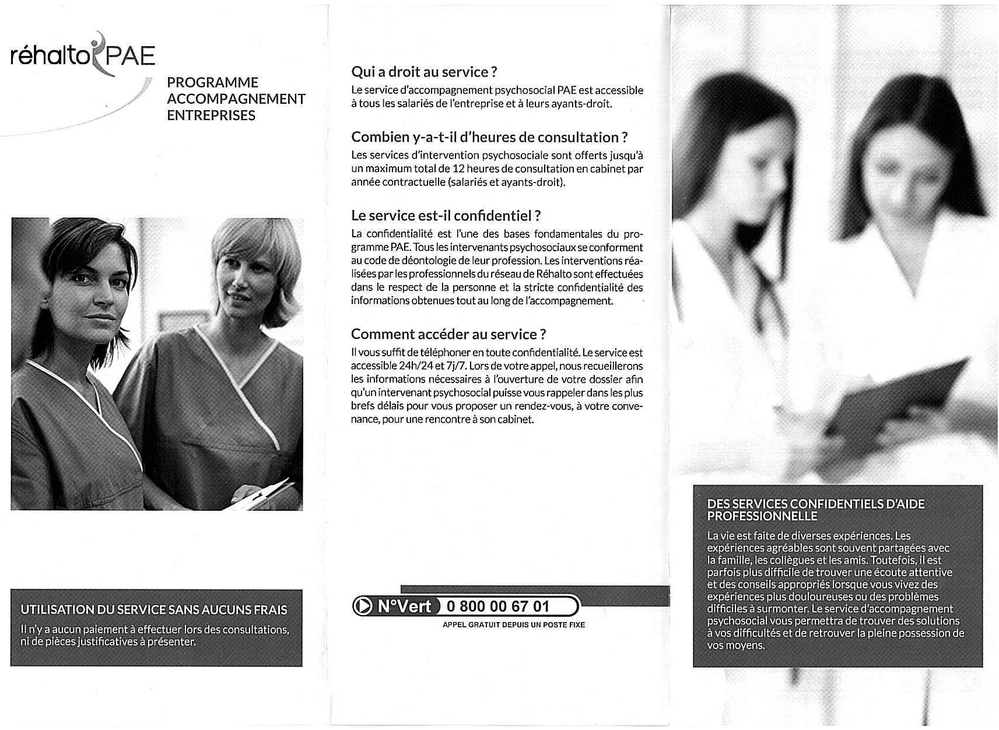 réhalto PAE
PROGRAMME
ACCOMPAGNEMENT
ENTREPRISES
UTILISATION DU SERVICE SANS AUCUNS FRAIS
Il n'y a aucun paiement à effectuer lors des consultations,
ni de pièces justificatives à présenter.
Qui a droit au service ?
Le service d'accompagnement psychosocial PAE est accessible
à tous les salariés de l'entreprise et à leurs ayants-droit.
Combien y-a-t-il d'heures de consultation ?
Les services d'intervention psychosociale sont offerts jusqu'à
un maximum total de 12 heures de consultation en cabinet par
année contractuelle (salariés et ayants-droit).
Le service est-il confidentiel ?
La confidentialité est l'une des bases fondamentales du pro-
gramme PAE. Tous les intervenants psychosociaux se conforment
au code de déontologie de leur profession. Les interventions réa-
lisées par les professionnels du réseau de Réhalto sont effectuées
dans le respect de la personne et la stricte confidentialité des
informations obtenues tout au long de l'accompagnement.
Comment accéder au service ?
Il vous suffit de téléphoner en toute confidentialité. Le service est
accessible 24h/24 et 7j/7. Lors de votre appel, nous recueillerons
les informations nécessaires à l'ouverture de votre dossier afin
qu'un intervenant psychosocial puisse vous rappeler dans les plus
brefs délais pour vous proposer un rendez-vous, à votre conve-
nance, pour une rencontre à son cabinet.
N°Vert 0 800 00 67 01
APPEL GRATUIT DEPUIS UN POSTE FIXE
DES SERVICES CONFIDENTIELS D'AIDE
PROFESSIONNELLE
La vie est faite de diverses expériences. Les
expériences agréables sont souvent partagées avec
la famille, les collègues et les amis. Toutefois, il est
parfois plus difficile de trouver une écoute attentive
et des conseils appropriés lorsque vous vivez des
expériences plus douloureuses ou des problèmes
difficiles à surmonter. Le service d'accompagnement
psychosocial vous permettra de trouver des solutions
à vos difficultés et de retrouver la pleine possession de
vos moyens.